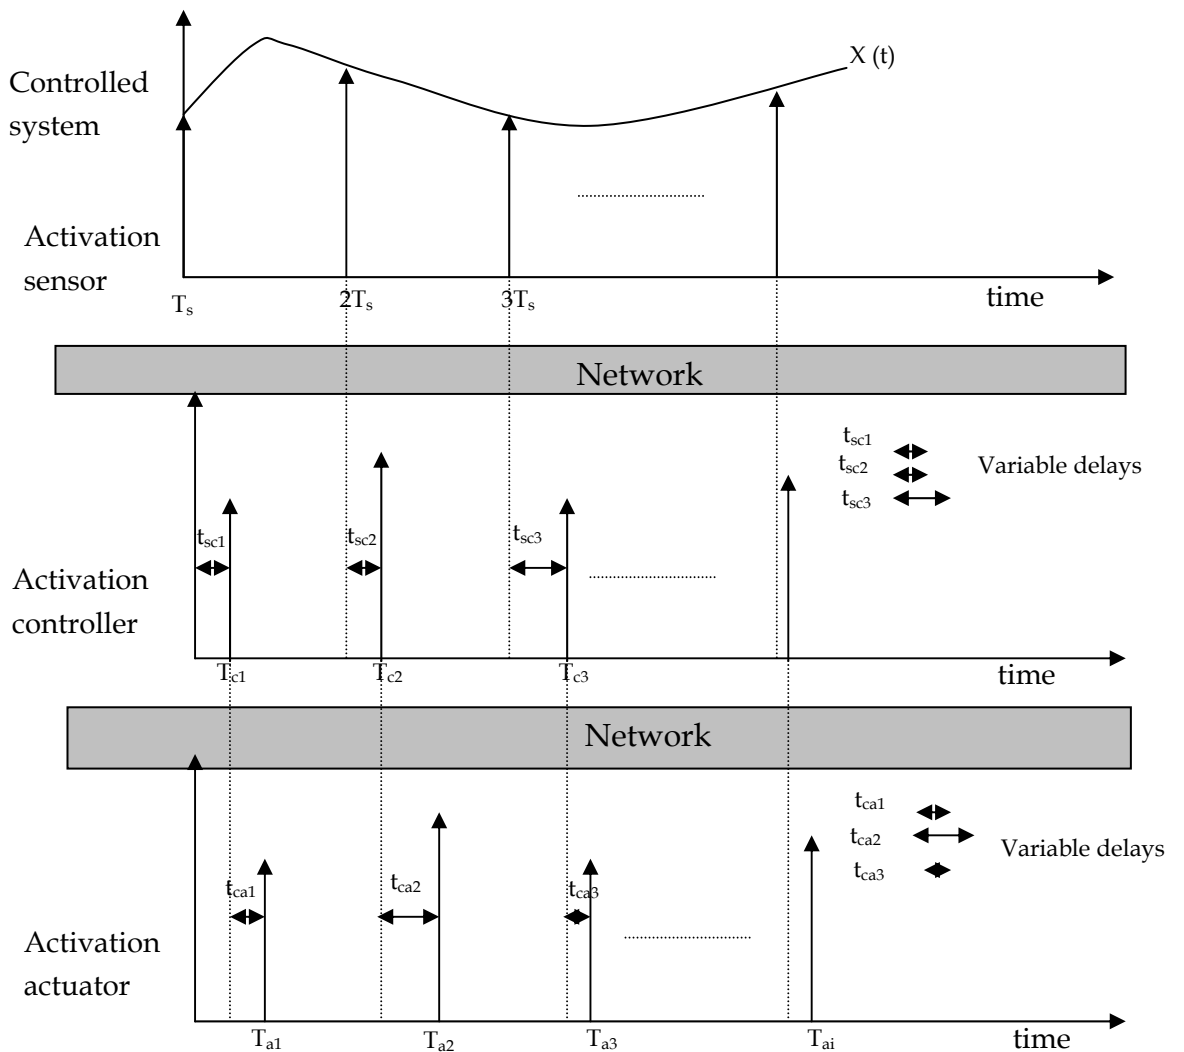 X (t)
Controlled
system
Activation
sensor
Tₛ
2Tₛ
3Tₛ
time
Network
tsc1
tsc2
tsc3
Variable delays
tsc1
tsc2
tsc3
Activation
controller
Tc1
Tc2
Tc3
time
Network
tca1
tca2
tca3
Variable delays
tca1
tca2
tca3
Activation
actuator
Ta1
Ta2
Ta3
Tai
time